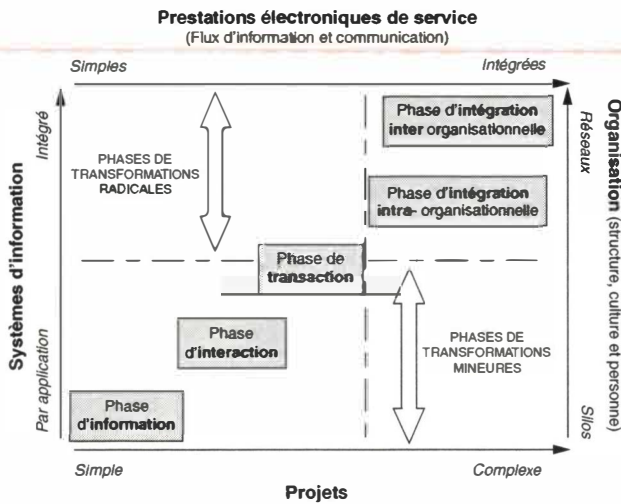 Prestations électroniques de service
(Flux d'information et communication)
Simples
Intégrées
Systèmes d'information
Intégré
Par application
PHASES DE
TRANSFORMATIONS
RADICALES
Phase d'intégration
inter organisationnelle
Phase d'intégration
intra- organisationnelle
Phase de
transaction
Phase
d'interaction
Phase
d'information
PHASES DE
TRANSFORMATIONS
MINEURES
Réseaux
Silos
Organisation (structure, culture et personne)
Simple
Complexe
Projets